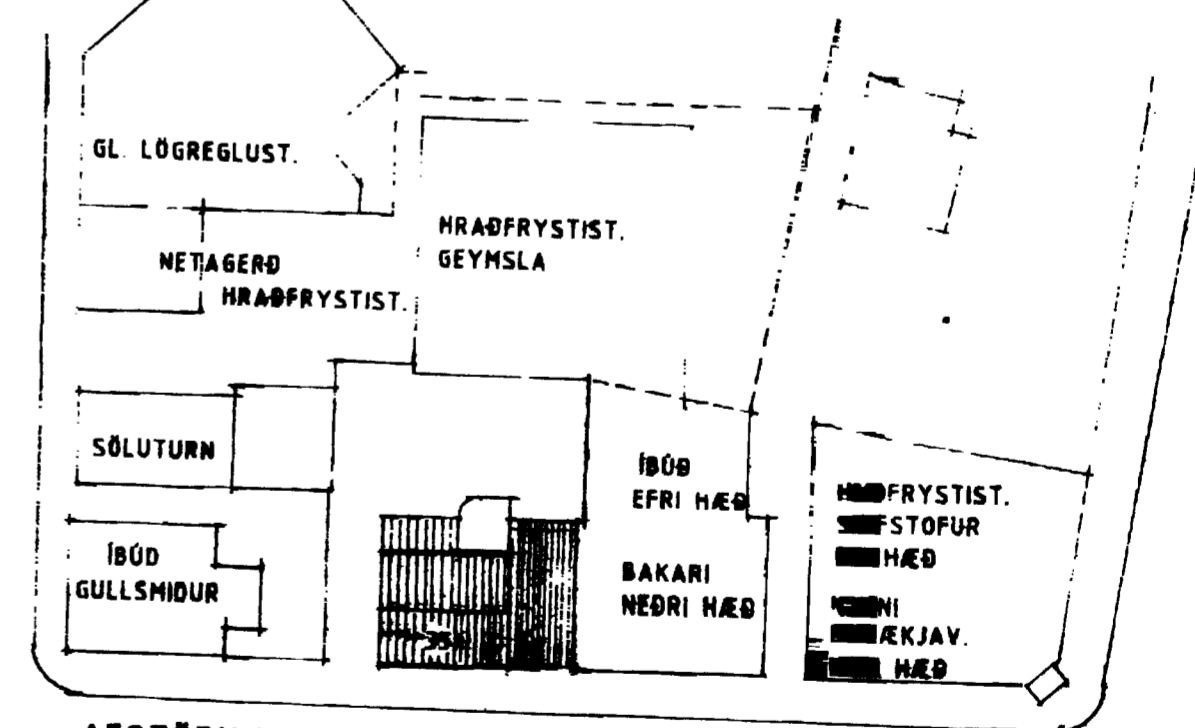 GL. LÖGREGLUST.
NETAGERÐ
HRAÐFRYSTIST.
HRAÐFRYSTIST.
GEYMSLA
SÖLUTURN
ÍBÚÐ
GULLSMIÐUR
ÍBÚÐ
EFRI HÆÐ
BAKARI
NEÐRI HÆÐ
FRYSTIST.
FSTOFUR
HÆÐ
NI
ÆKJAV.
HÆÐ